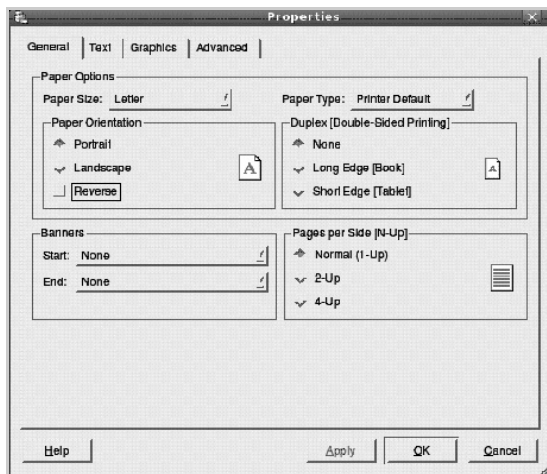 Properties
General Text Graphics Advanced
Paper Options
Paper Size: Letter Paper Type: Printer Default
Paper Orientation
Portrait
Landscape
Reverse
A
Duplex [Double-Sided Printing]
None
Long Edge [Book]
Short Edge [Tablet]
A
Banners
Start: None
End: None
Pages per Side [N-Up]
Normal (1-Up)
2-Up
4-Up
Help Apply OK Cancel